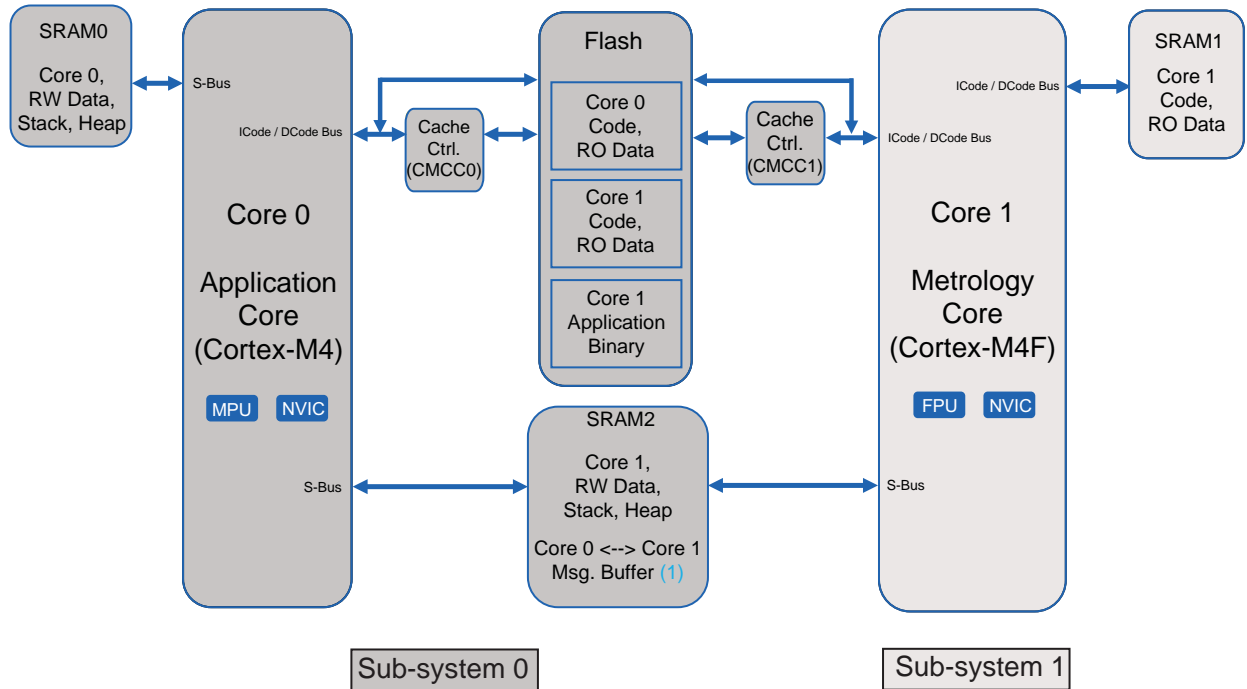 SRAM0
Core 0,
RW Data,
Stack, Heap
S-Bus
ICode / DCode Bus
Core 0
Application
Core
(Cortex-M4)
MPU
NVIC
S-Bus
Cache
Ctrl.
(CMCC0)
Flash
Core 0
Code,
RO Data
Core 1
Code,
RO Data
Core 1
Application
Binary
SRAM2
Core 1,
RW Data,
Stack, Heap
Core 0 <--> Core 1
Msg. Buffer (1)
Cache
Ctrl.
(CMCC1)
ICode / DCode Bus
ICode / DCode Bus
Core 1
Metrology
Core
(Cortex-M4F)
FPU
NVIC
S-Bus
SRAM1
Core 1
Code,
RO Data
Sub-system 0
Sub-system 1